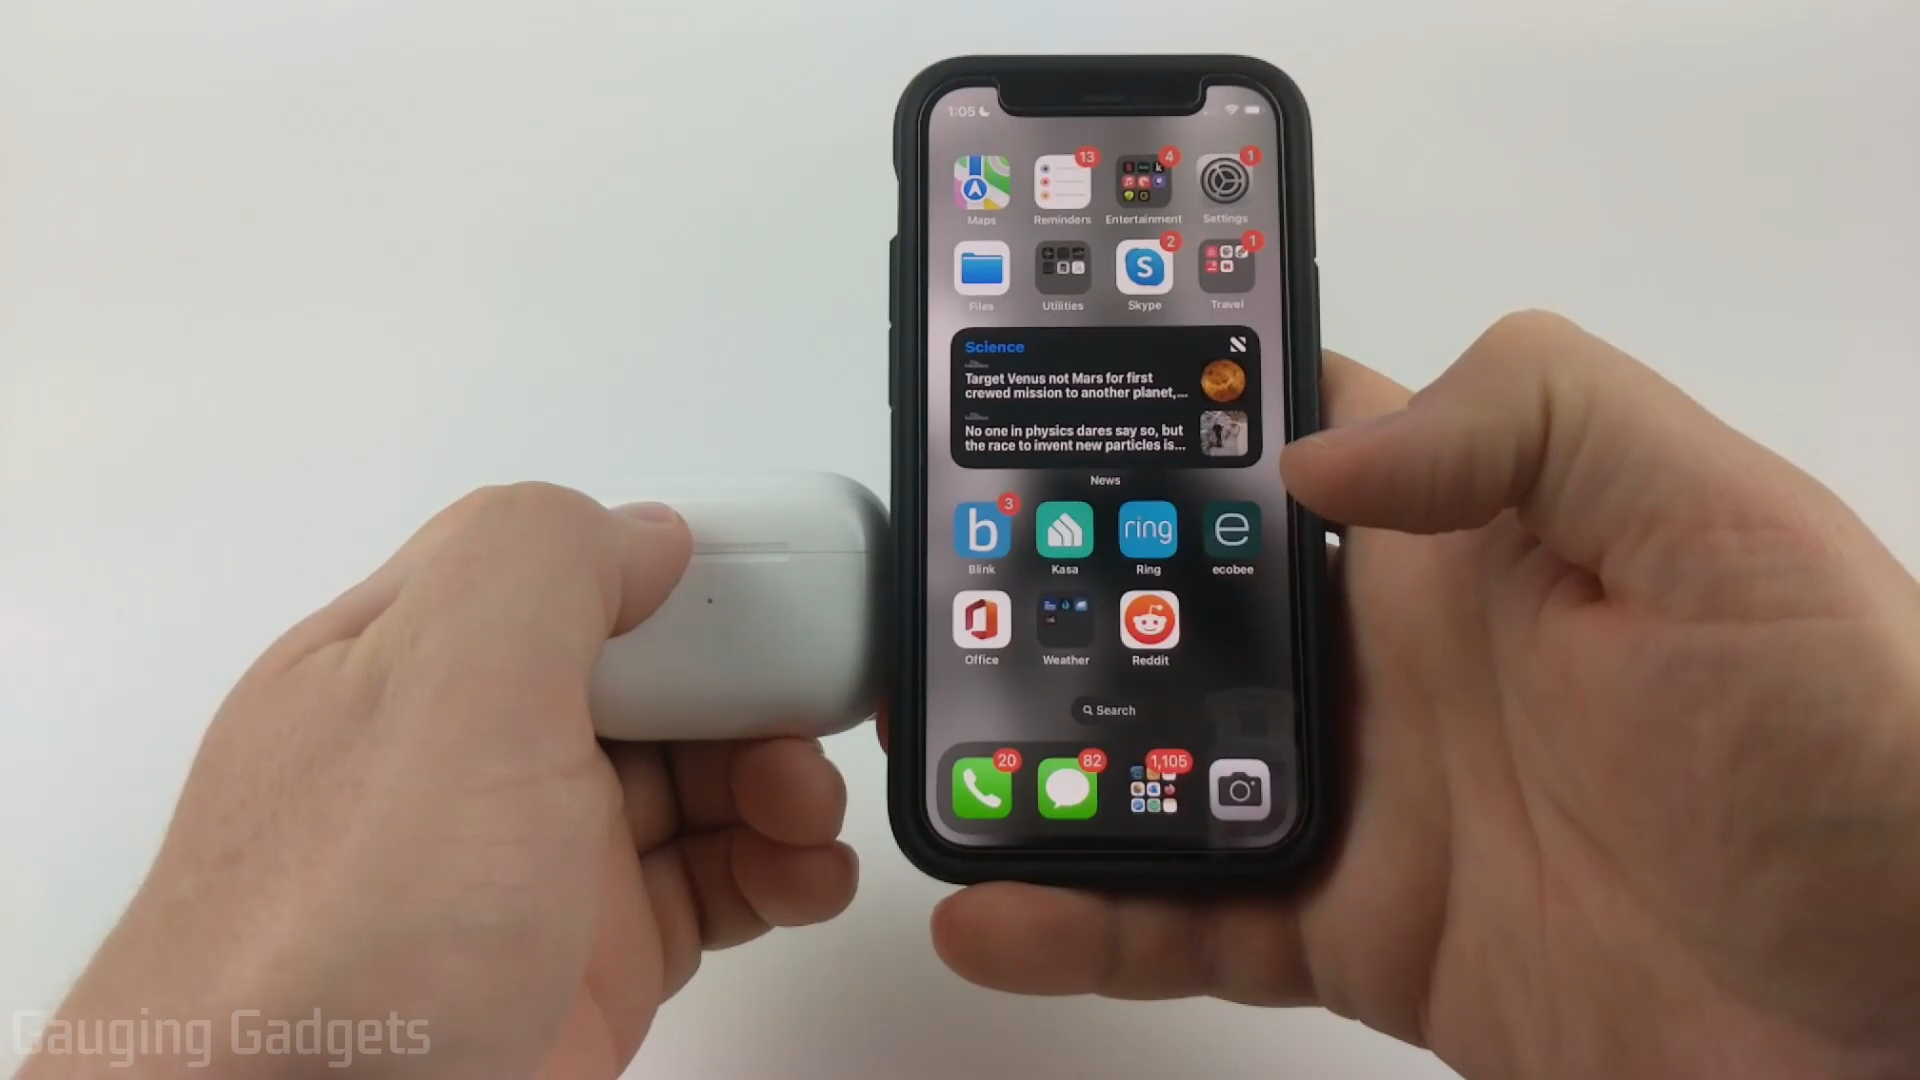 1:05
13
4
1
Maps
Reminders
Entertainment
Settings
2
1
Files
Utilities
Skype
Travel
Science
Target Venus not Mars for first
crewed mission to another planet,...
No one in physics dares say so, but
the race to invent new particles is...
News
3
b
ring
e
Blink
Kasa
Ring
ecobee
Office
Weather
Reddit
Search
20
82
1,105
Gauging Gadgets